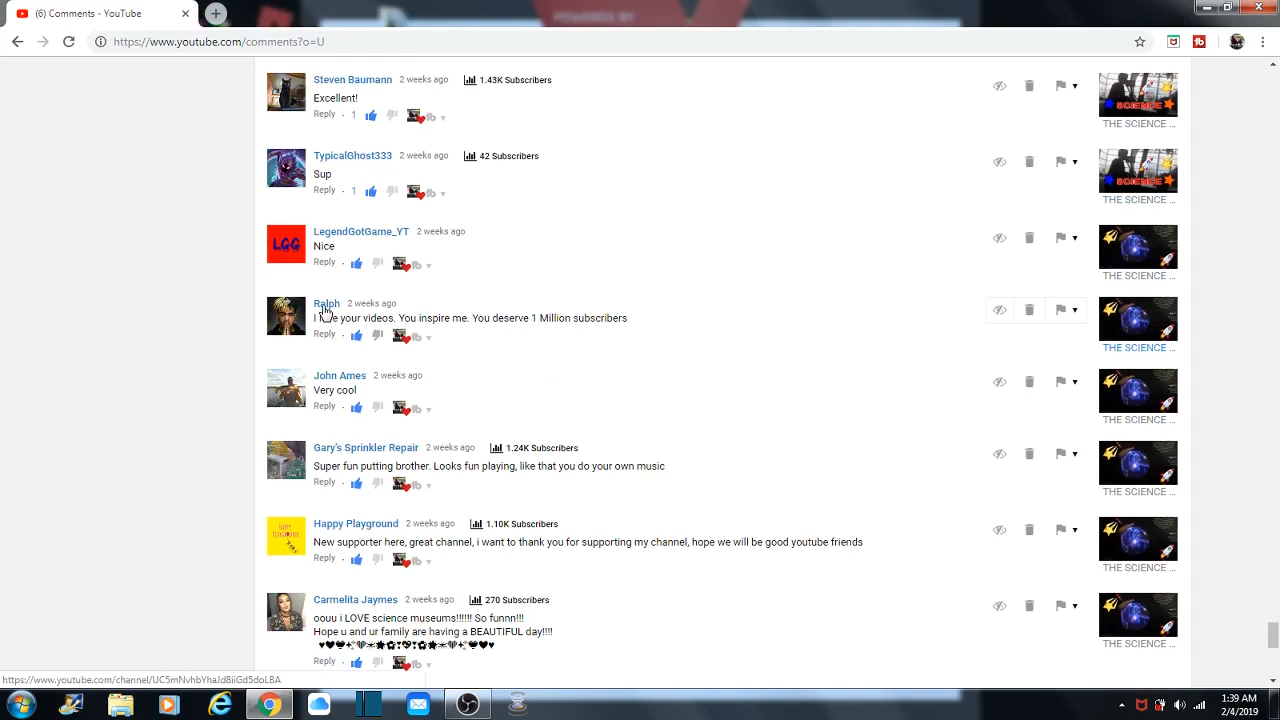 (6) Comments - YouTube
https://www.youtube.com/comments?o=U
Steven Baumann 2 weeks ago 1.43K Subscribers
Excellent!
Reply · 1
THE SCIENCE ...
TypicalGhost333 2 weeks ago 42 Subscribers
Sup
Reply · 1
THE SCIENCE ...
LegendGotGame_YT 2 weeks ago
Nice
Reply ·
THE SCIENCE ...
Ralph 2 weeks ago
your videos. You inspire me. You deserve 1 Million subscribers
Reply ·
THE SCIENCE ...
John Ames 2 weeks ago
Very cool
Reply ·
THE SCIENCE ...
Gary's Sprinkler Repair 2 weeks ago 1.24K Subscribers
Super fun putting brother. Looks fun playing, like that you do your own music
Reply ·
THE SCIENCE ...
Happy Playground 2 weeks ago 1.10K Subscribers
New supporter here, great channel i want to thank you for supporting my channel, hope we will be good youtube friends
Reply ·
THE SCIENCE ...
Carmelita Jaymes 2 weeks ago 270 Subscribers
oouu i LOVE science museums!!!!!! So funnn!!!
Hope u and ur family are having a BEAUTIFUL day!!!!
Reply ·
THE SCIENCE ...
SCIENCE
SCIENCE
LGG
HAPPY
PLAYGROUND
POWERED BY
1:39 AM
2/4/2019